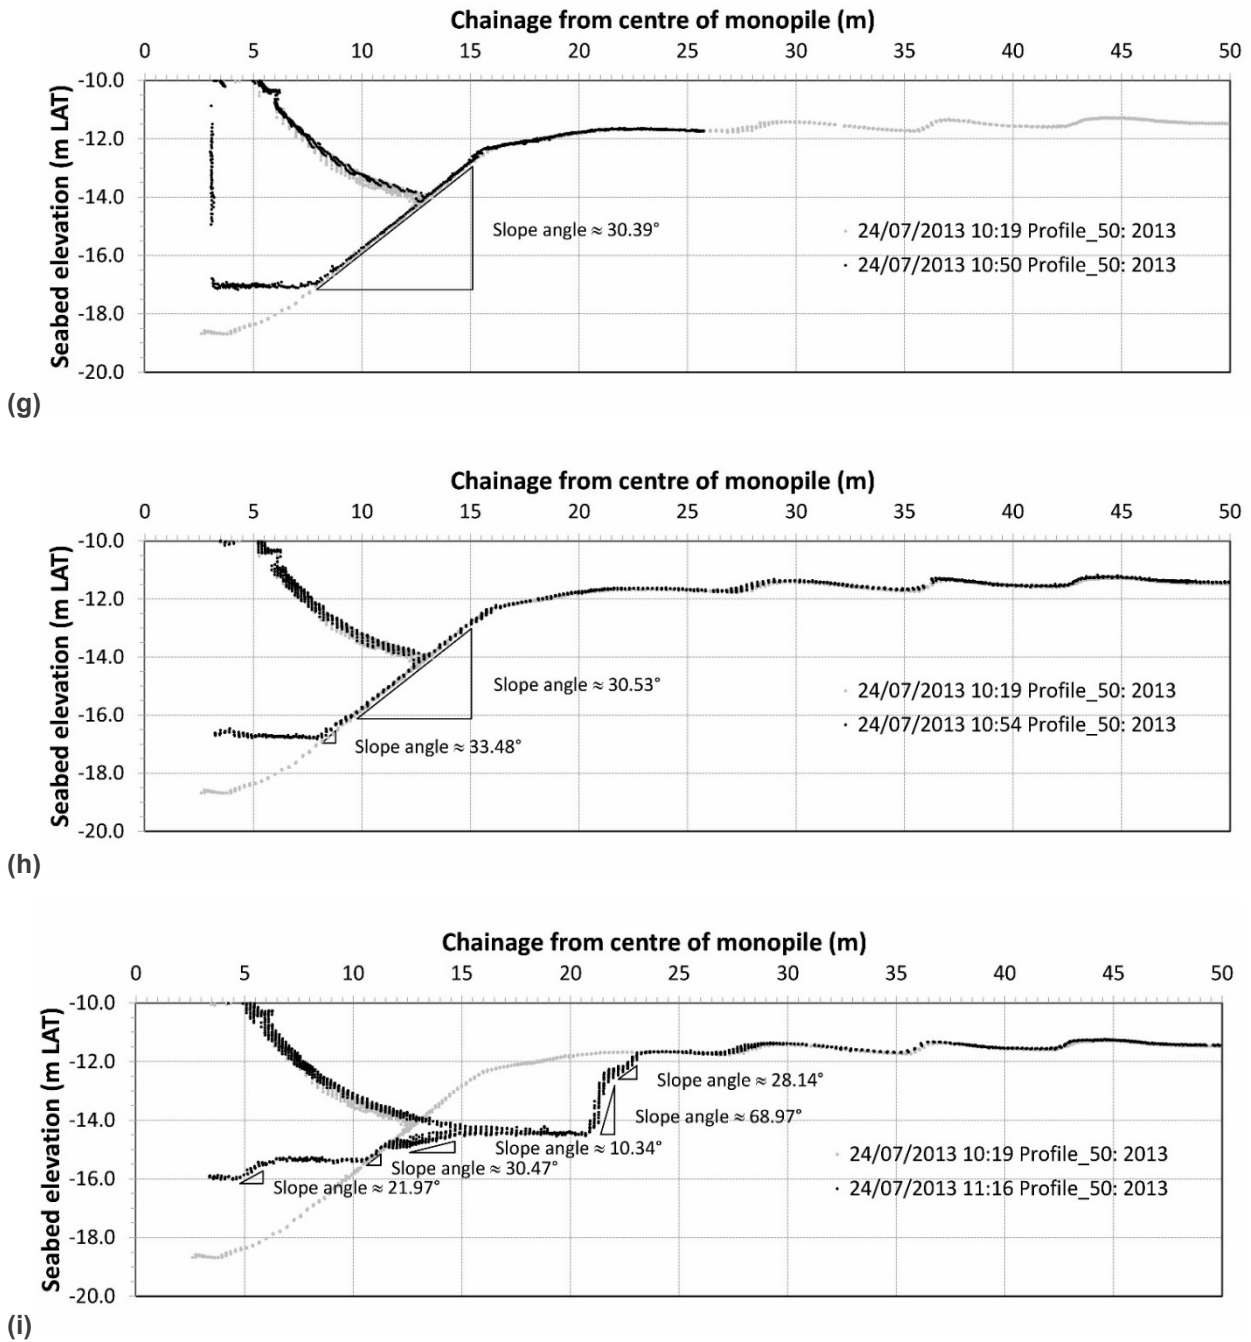 Chainage from centre of monopile (m)
0 5 10 15 20 25 30 35 40 45 50
Seabed elevation (m LAT)
-10.0
-12.0
-14.0
-16.0
-18.0
-20.0
Slope angle ≈ 30.39°
24/07/2013 10:19 Profile_50: 2013
24/07/2013 10:50 Profile_50: 2013
(g)
Chainage from centre of monopile (m)
0 5 10 15 20 25 30 35 40 45 50
Seabed elevation (m LAT)
-10.0
-12.0
-14.0
-16.0
-18.0
-20.0
Slope angle ≈ 30.53°
Slope angle ≈ 33.48°
24/07/2013 10:19 Profile_50: 2013
24/07/2013 10:54 Profile_50: 2013
(h)
Chainage from centre of monopile (m)
0 5 10 15 20 25 30 35 40 45 50
Seabed elevation (m LAT)
-10.0
-12.0
-14.0
-16.0
-18.0
-20.0
Slope angle ≈ 28.14°
Slope angle ≈ 68.97°
Slope angle ≈ 10.34°
Slope angle ≈ 30.47°
Slope angle ≈ 21.97°
24/07/2013 10:19 Profile_50: 2013
24/07/2013 11:16 Profile_50: 2013
(i)